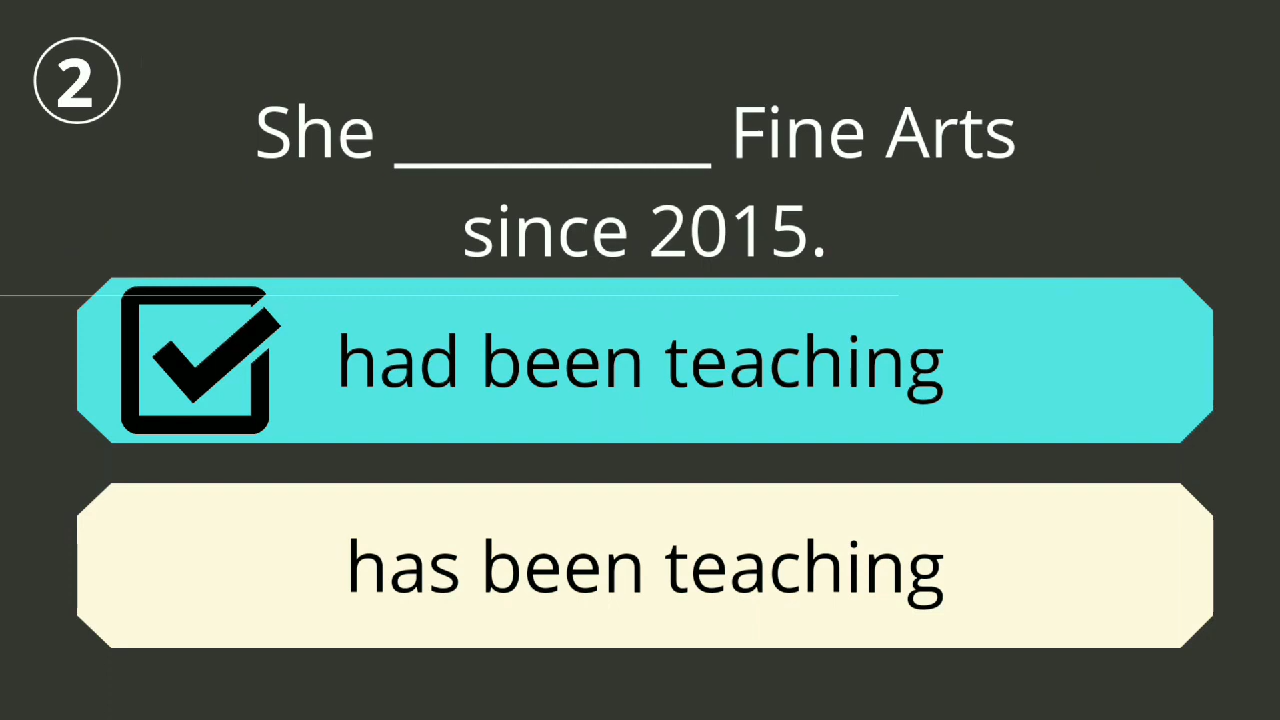 2
She __________ Fine Arts
since 2015.
had been teaching
has been teaching